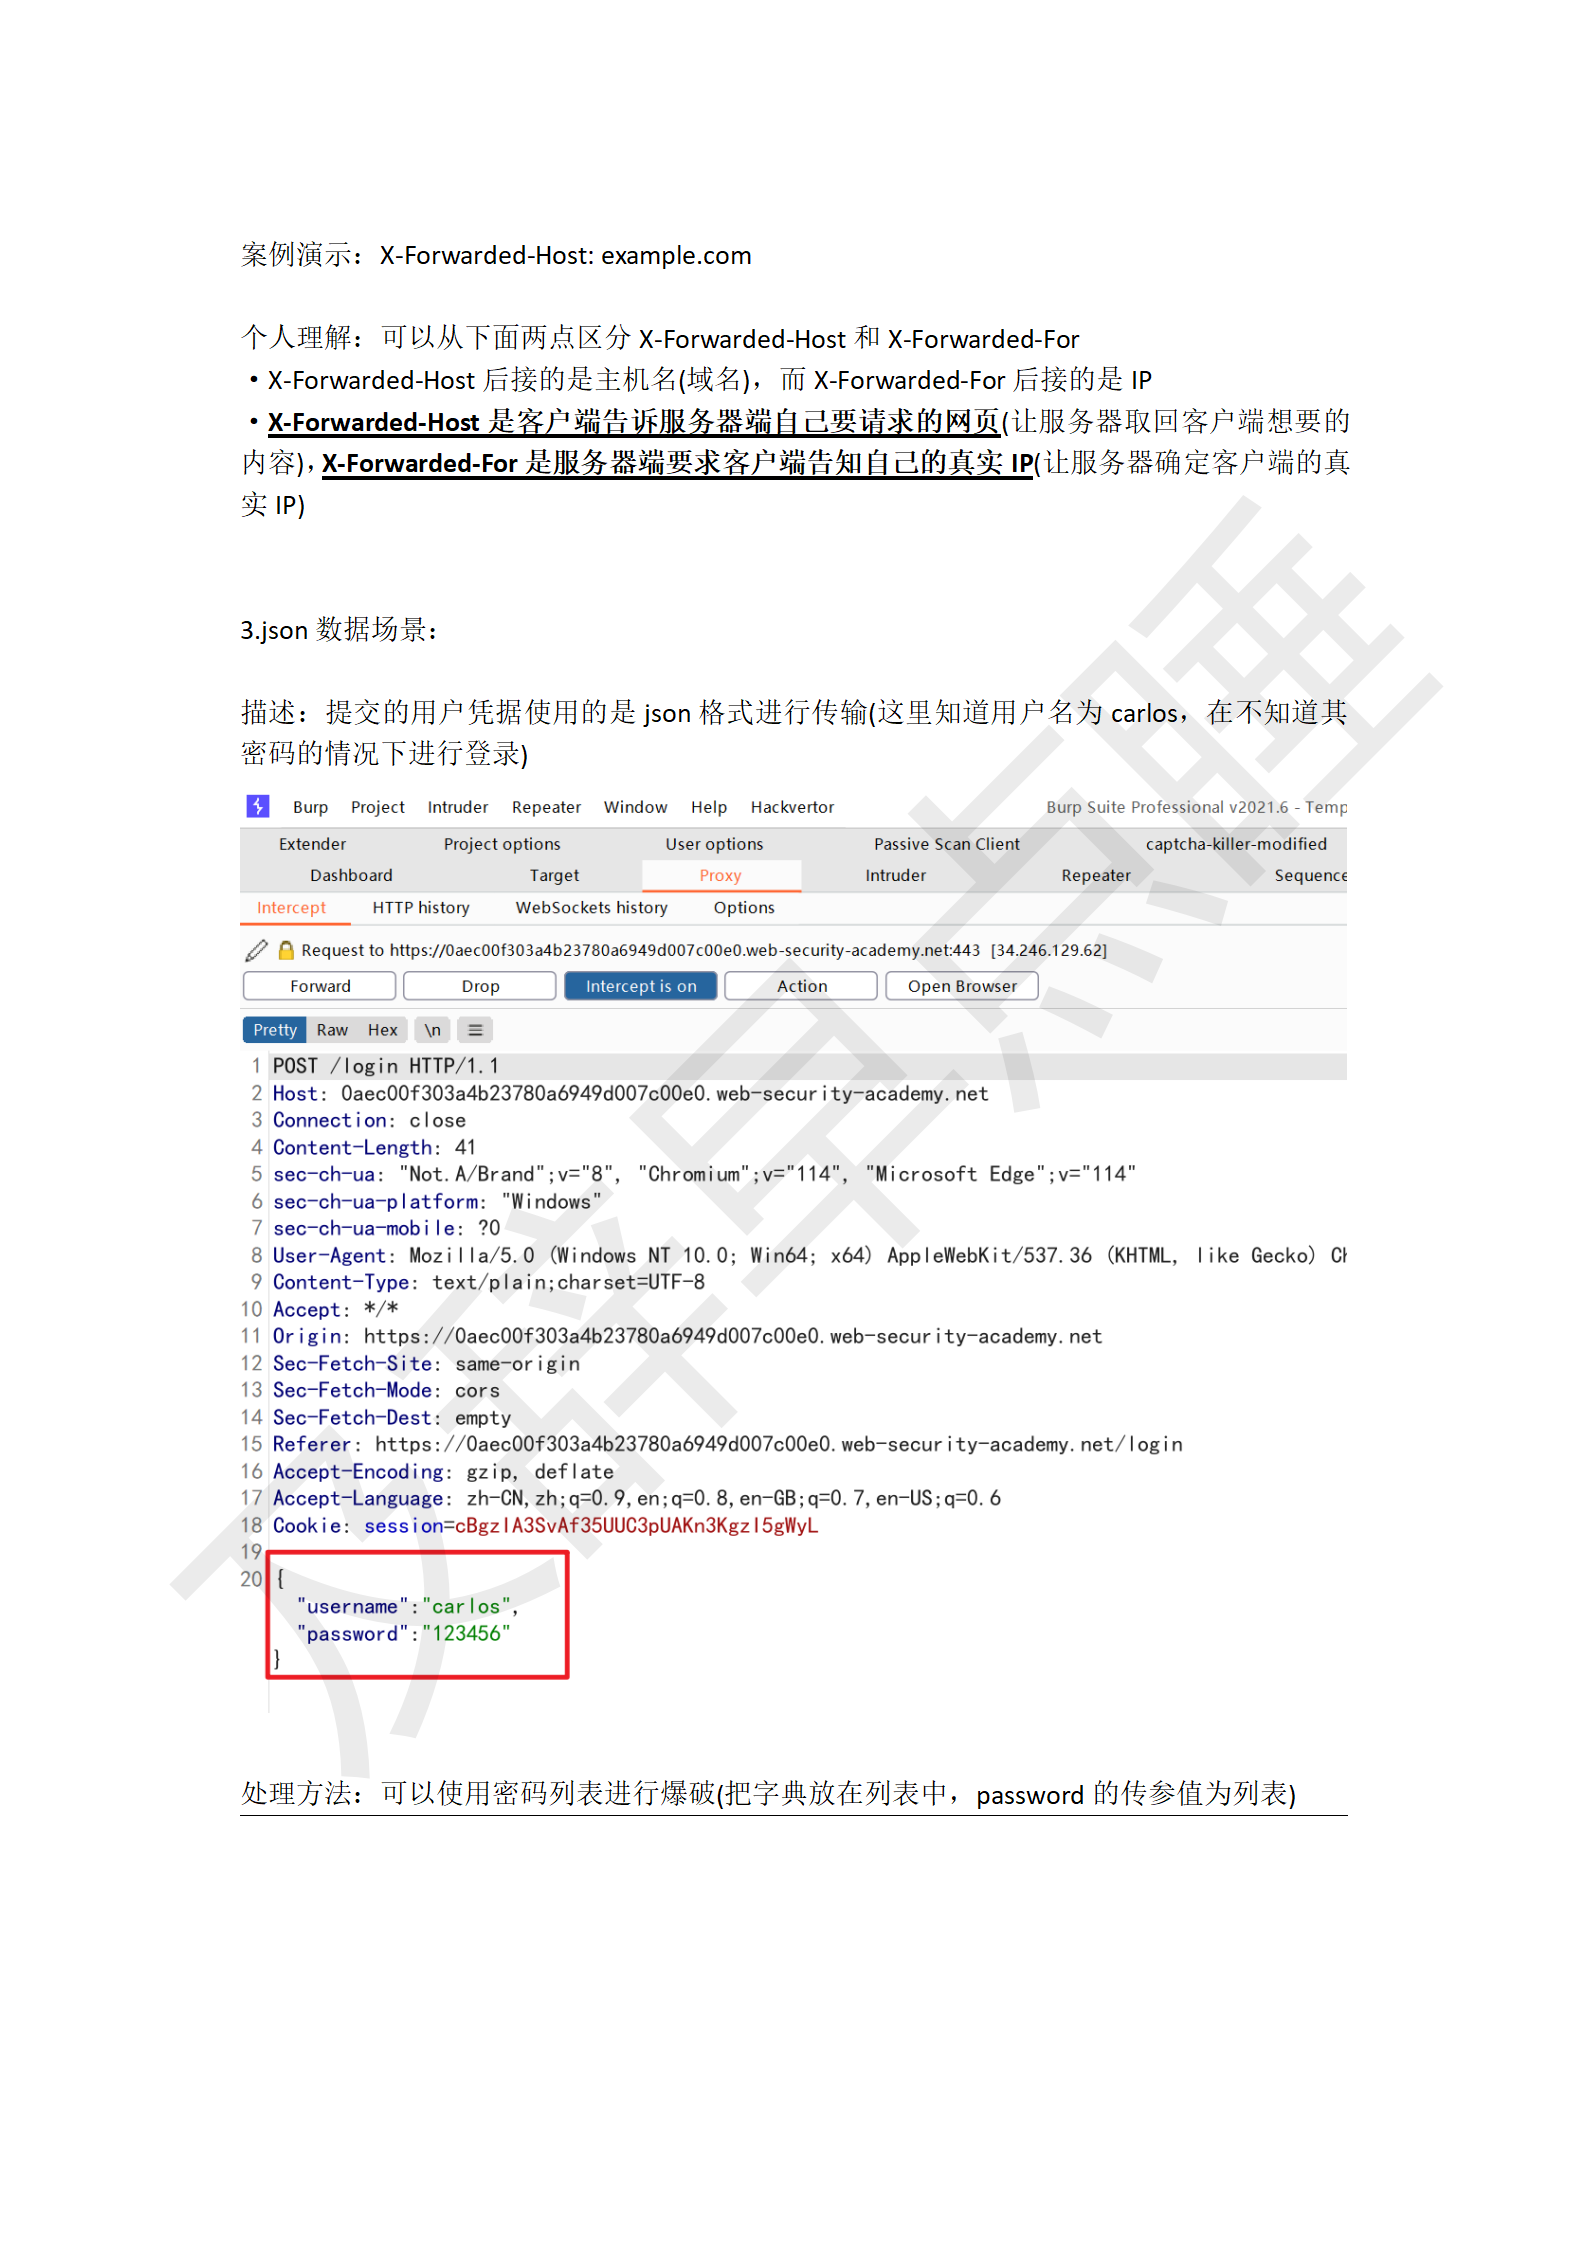 案例演示：X-Forwarded-Host: example.com
个人理解：可以从下面两点区分 X-Forwarded-Host 和 X-Forwarded-For
·X-Forwarded-Host 后接的是主机名(域名)，而 X-Forwarded-For 后接的是 IP
·X-Forwarded-Host 是客户端告诉服务器端自己要请求的网页(让服务器取回客户端想要的
内容)，X-Forwarded-For 是服务器端要求客户端告知自己的真实 IP(让服务器确定客户端的真
实 IP)
3.json 数据场景：
描述：提交的用户凭据使用的是 json 格式进行传输(这里知道用户名为 carlos，在不知道其
密码的情况下进行登录)
Burp Project Intruder Repeater Window Help Hackvertor Burp Suite Professional v2021.6 - Temp
Extender Project options User options Passive Scan Client captcha-killer-modified
Dashboard Target Proxy Intruder Repeater Sequence
Intercept HTTP history WebSockets history Options
Request to https://0aec00f303a4b23780a6949d007c00e0.web-security-academy.net:443 [34.246.129.62]
Forward Drop Intercept is on Action Open Browser
Pretty Raw Hex \n ≡
1 POST /login HTTP/1.1
2 Host: 0aec00f303a4b23780a6949d007c00e0.web-security-academy.net
3 Connection: close
4 Content-Length: 41
5 sec-ch-ua: "Not.A/Brand";v="8", "Chromium";v="114", "Microsoft Edge";v="114"
6 sec-ch-ua-platform: "Windows"
7 sec-ch-ua-mobile: ?0
8 User-Agent: Mozilla/5.0 (Windows NT 10.0; Win64; x64) AppleWebKit/537.36 (KHTML, like Gecko) Ch
9 Content-Type: text/plain;charset=UTF-8
10 Accept: */*
11 Origin: https://0aec00f303a4b23780a6949d007c00e0.web-security-academy.net
12 Sec-Fetch-Site: same-origin
13 Sec-Fetch-Mode: cors
14 Sec-Fetch-Dest: empty
15 Referer: https://0aec00f303a4b23780a6949d007c00e0.web-security-academy.net/login
16 Accept-Encoding: gzip, deflate
17 Accept-Language: zh-CN,zh;q=0.9,en;q=0.8,en-GB;q=0.7,en-US;q=0.6
18 Cookie: session=cBgzIA3SvAf35UUC3pUAKn3KgzI5gWyL
19
20 {
"username":"carlos",
"password":"123456"
}
处理方法：可以使用密码列表进行爆破(把字典放在列表中，password 的传参值为列表)
及辞早点睡